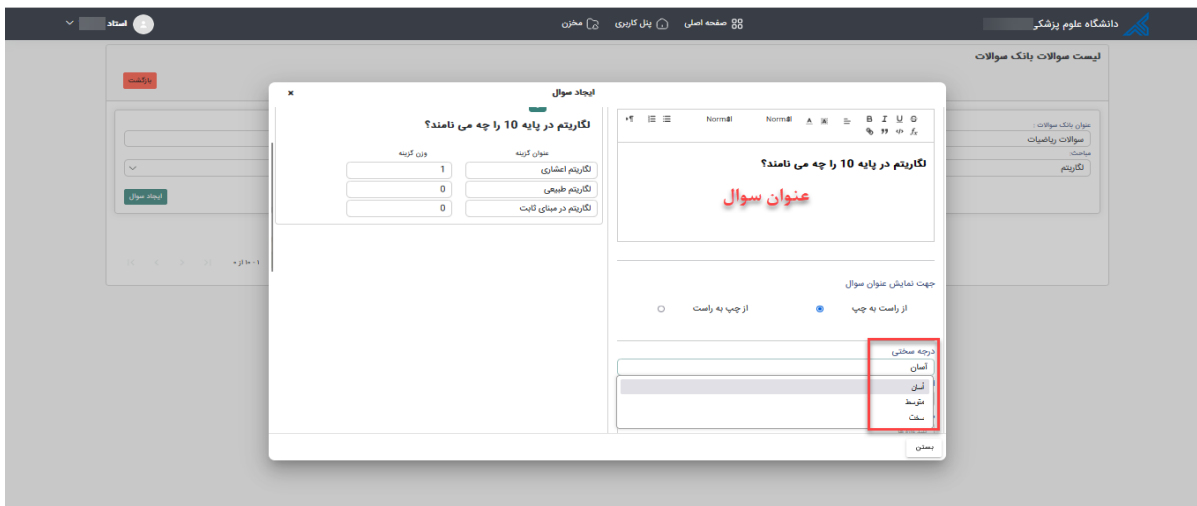 دانشگاه علوم پزشکی
صفحه اصلی
پنل کاربری
مخزن
استاد
لیست سوالات بانک سوالات
بازگشت
عنوان بانک سوالات :
سوالات ریاضیات
مباحث:
لگاریتم
ایجاد سوال
۱ - ۱۰ از ۰
ایجاد سوال
×
B I U S
Normal Normal
لگاریتم در پایه 10 را چه می نامند؟
عنوان سوال
جهت نمایش عنوان سوال
از راست به چپ
از چپ به راست
درجه سختی
آسان
آسان
متوسط
سخت
لگاریتم در پایه 10 را چه می نامند؟
عنوان گزینه وزن گزینه
لگاریتم اعشاری 1
لگاریتم طبیعی 0
لگاریتم در مبنای ثابت 0
بستن